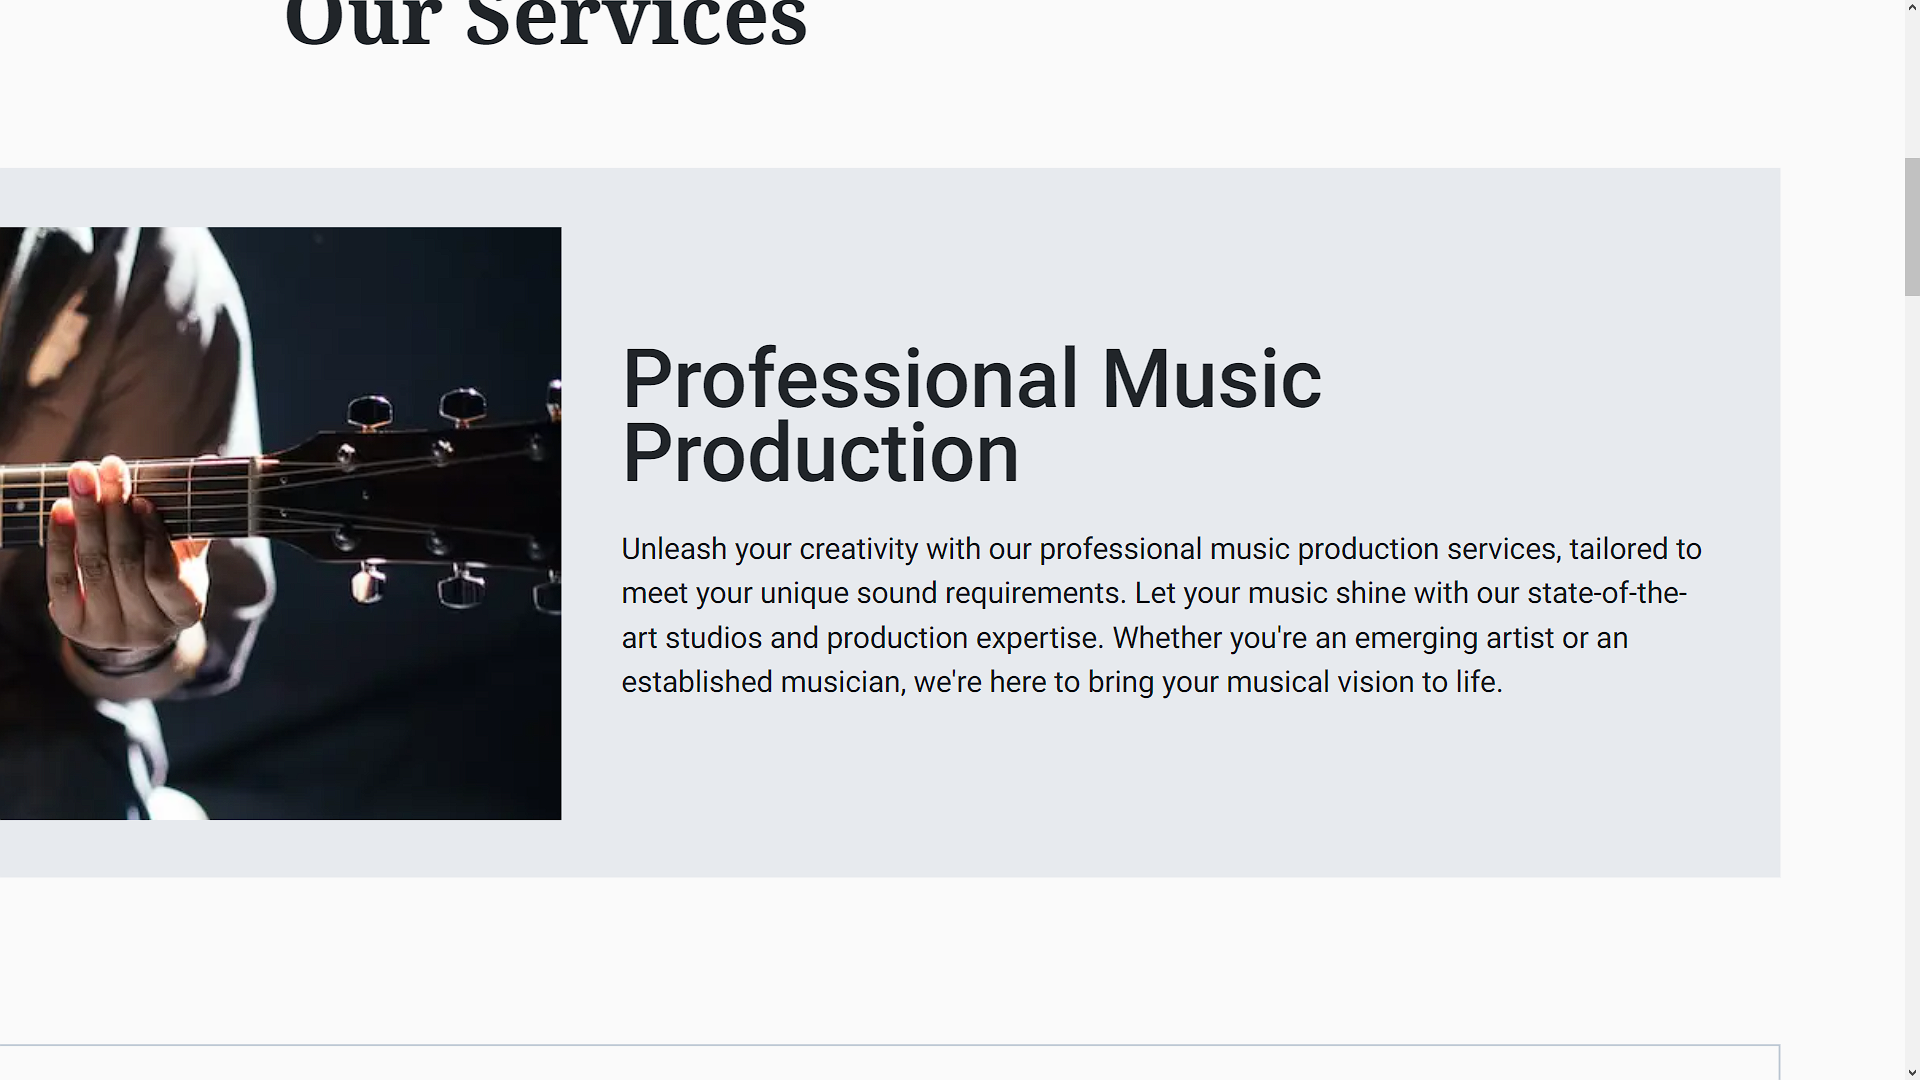 Our Services
Professional Music
Production
Unleash your creativity with our professional music production services, tailored to
meet your unique sound requirements. Let your music shine with our state-of-the-
art studios and production expertise. Whether you're an emerging artist or an
established musician, we're here to bring your musical vision to life.